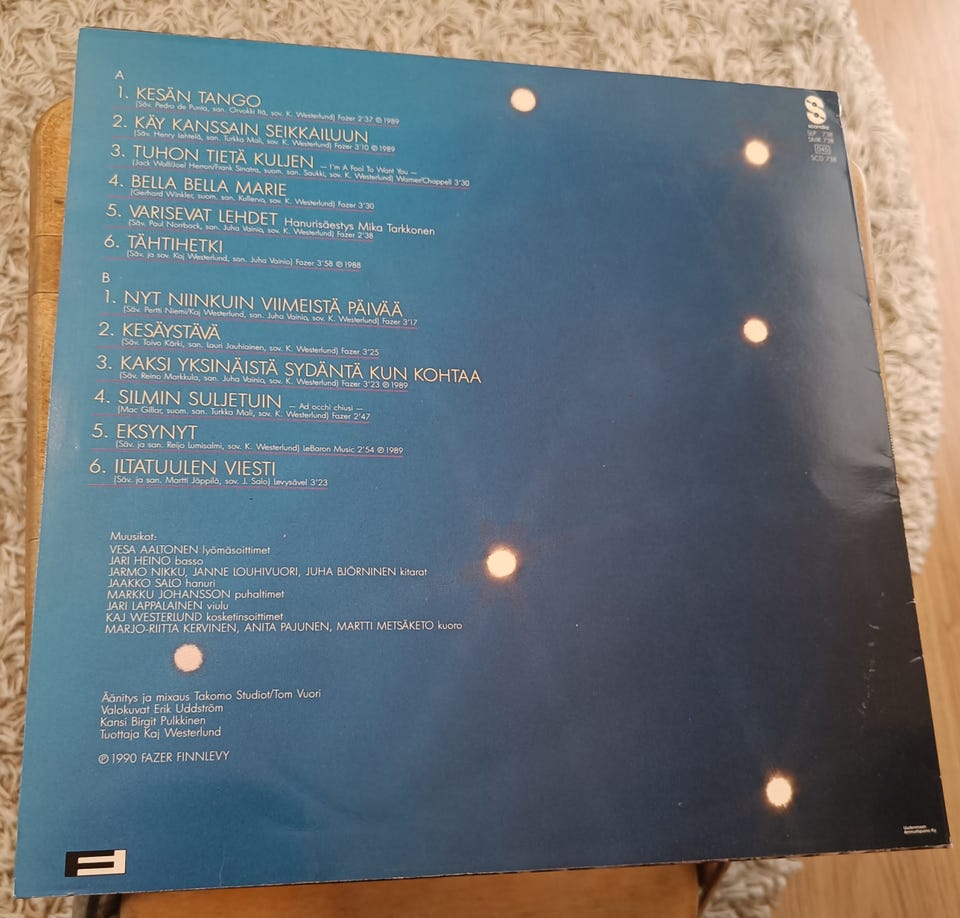 A
1. KESÄN TANGO
(Säv. Pedro de Punta, san. Orvokki Itä, sov. K. Westerlund) Fazer 2'37 ℗ 1989
2. KÄY KANSSAIN SEIKKAILUUN
(Säv. Henry Lehtelä, san. Turkka Mali, sov. K. Westerlund) Fazer 3'10 ℗ 1989
3. TUHON TIETÄ KULJEN — I'm A Fool To Want You —
(Jack Wolf/Joel Herron/Frank Sinatra, suom. san. Saukki, sov. K. Westerlund) Warner/Chappell 3'30
4. BELLA BELLA MARIE
(Gerhard Winkler, suom. san. Kullervo, sov. K. Westerlund) Fazer 3'30
5. VARISEVAT LEHDET Hanurisäestys Mika Tarkkonen
(Säv. Paul Norrback, san. Juha Vainio, sov. K. Westerlund) Fazer 2'38
6. TÄHTIHETKI
(Säv. ja sov. Kaj Westerlund, san. Juha Vainio) Fazer 3'58 ℗ 1988
B
1. NYT NIINKUIN VIIMEISTÄ PÄIVÄÄ
(Säv. Pertti Niemi/Kaj Westerlund, san. Juha Vainio, sov. K. Westerlund) Fazer 3'17
2. KESÄYSTÄVÄ
(Säv. Toivo Kärki, san. Lauri Jauhiainen, sov. K. Westerlund) Fazer 3'25
3. KAKSI YKSINÄISTÄ SYDÄNTÄ KUN KOHTAA
(Säv. Reino Markkula, san. Juha Vainio, sov. K. Westerlund) Fazer 3'23 ℗ 1989
4. SILMIN SULJETUIN — Ad occhi chiusi —
(Mac Gillar, suom. san. Turkka Mali, sov. K. Westerlund) Fazer 2'47
5. EKSYNYT
(Säv. ja san. Reijo Lumisalmi, sov. K. Westerlund) LeBaron Music 2'54 ℗ 1989
6. ILTATUULEN VIESTI
(Säv. ja san. Martti Jäppilä, sov. J. Salo) Levysävel 3'23
Muusikot:
VESA AALTONEN lyömäsoittimet
JARI HEINO basso
JARMO NIKKU, JANNE LOUHIVUORI, JUHA BJÖRNINEN kitarat
JAAKKO SALO hanuri
MARKKU JOHANSSON puhaltimet
JARI LAPPALAINEN viulu
KAJ WESTERLUND kosketinsoittimet
MARJO-RIITTA KERVINEN, ANITA PAJUNEN, MARTTI METSÄKETO kuoro
Äänitys ja mixaus Takomo Studiot/Tom Vuori
Valokuvat Erik Uddström
Kansi Birgit Pulkkinen
Tuottaja Kaj Westerlund
℗ 1990 FAZER FINNLEVY
S
scandia
SLP 738
SMK 738
045
SCD 738
Uudenmaan
Ammattipaino Ky
F